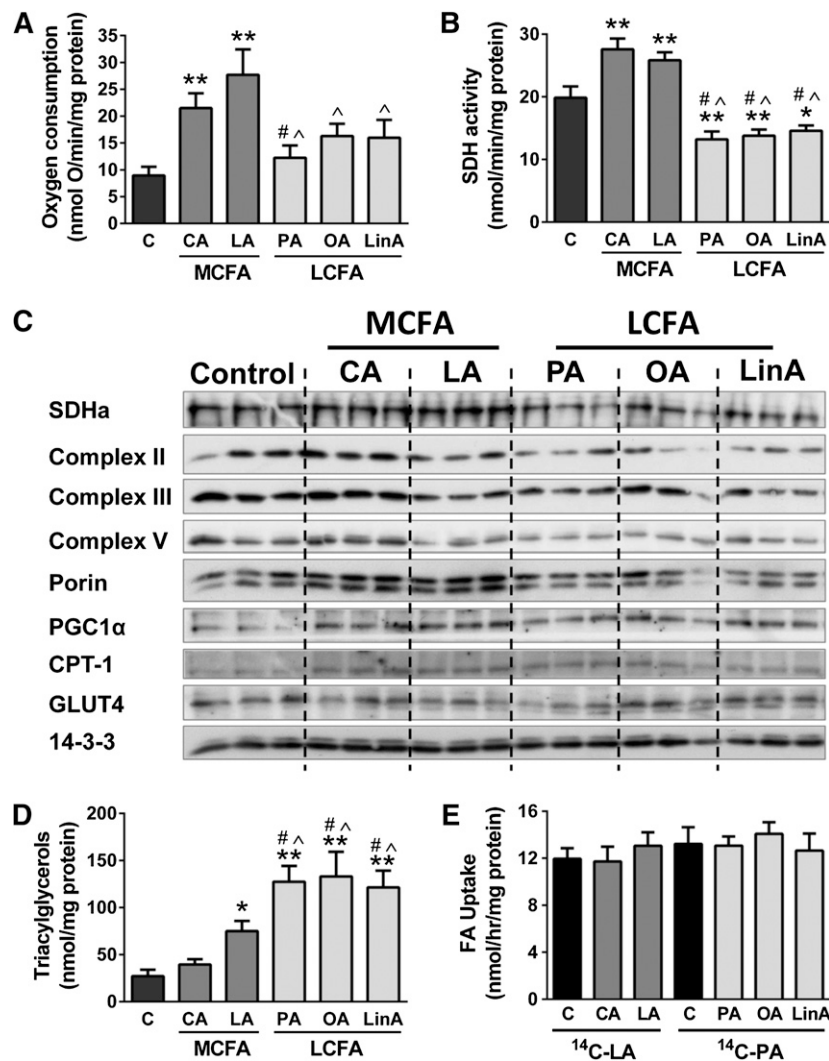 A
Oxygen consumption
(nmol O/min/mg protein)
35
30
25
20
15
10
5
0
** ** # ^ ^ ^
C CA LA PA OA LinA
MCFA LCFA
B
SDH activity
(nmol/min/mg protein)
30
20
10
0
** ** # ^ # ^ # ^
** ** *
C CA LA PA OA LinA
MCFA LCFA
C
MCFA LCFA
Control CA LA PA OA LinA
SDHa
Complex II
Complex III
Complex V
Porin
PGC1α
CPT-1
GLUT4
14-3-3
D
Triacylglycerols
(nmol/mg protein)
200
150
100
50
0
# ^ # ^ # ^
* ** ** **
C CA LA PA OA LinA
MCFA LCFA
E
FA Uptake
(nmol/hr/mg protein)
16
12
8
4
0
C CA LA C PA OA LinA
¹⁴C-LA ¹⁴C-PA